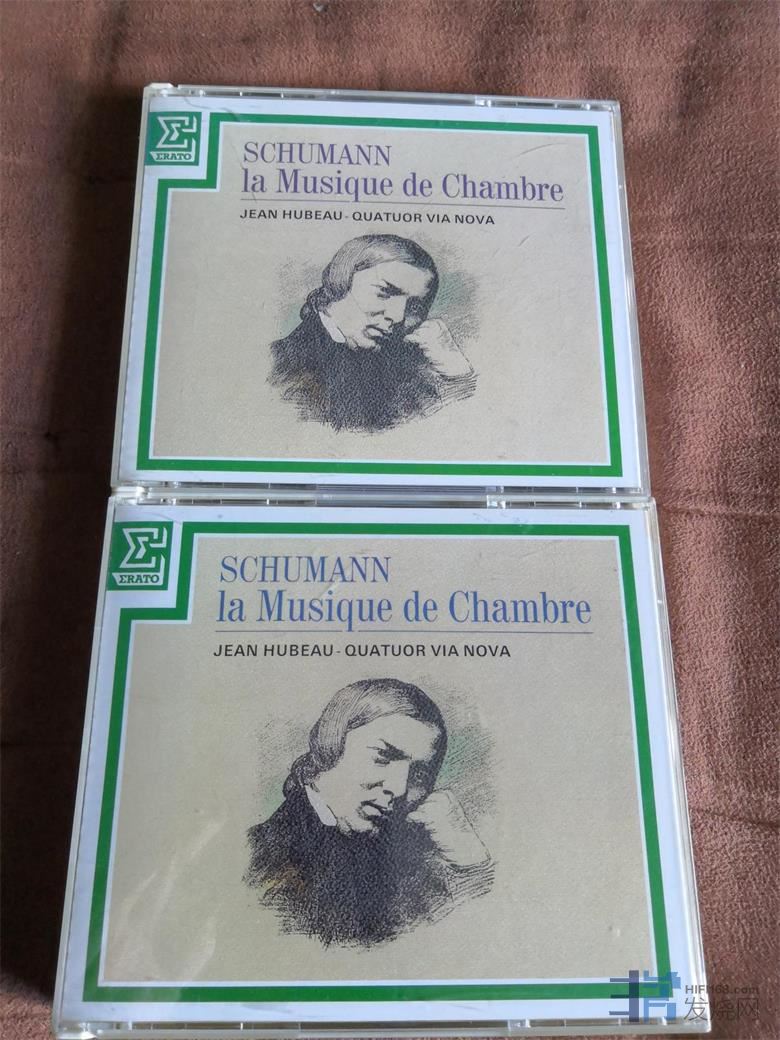 ΣRATO
SCHUMANN
la Musique de Chambre
JEAN HUBEAU - QUATUOR VIA NOVA
ΣRATO
SCHUMANN
la Musique de Chambre
JEAN HUBEAU - QUATUOR VIA NOVA
HIFI168.com
发烧网